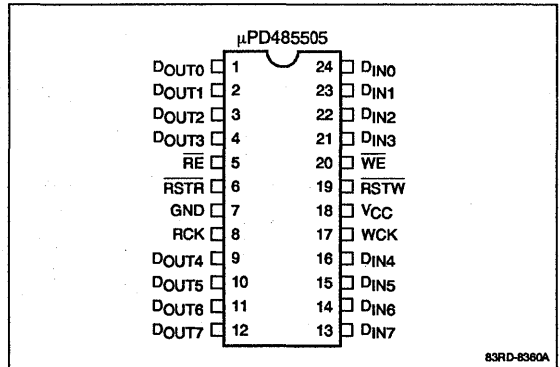 μPD485505
DOUT0 1 24 DIN0
DOUT1 2 23 DIN1
DOUT2 3 22 DIN2
DOUT3 4 21 DIN3
RE 5 20 WE
RSTR 6 19 RSTW
GND 7 18 VCC
RCK 8 17 WCK
DOUT4 9 16 DIN4
DOUT5 10 15 DIN5
DOUT6 11 14 DIN6
DOUT7 12 13 DIN7
83RD-8360A